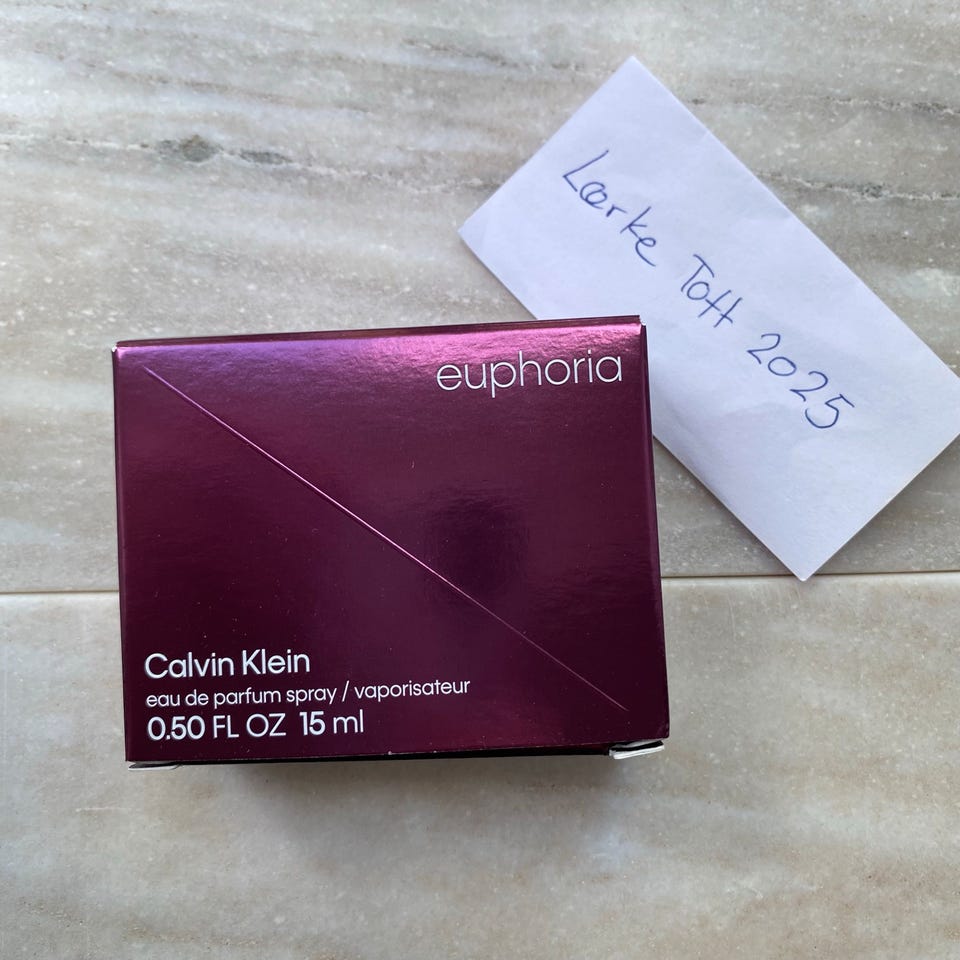 Lærke Toft 2025
euphoria
Calvin Klein
eau de parfum spray / vaporisateur
0.50 FL OZ 15 ml